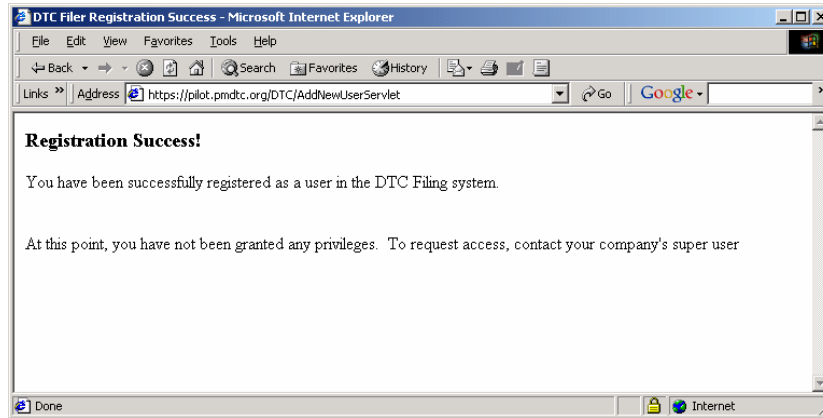 DTC Filer Registration Success - Microsoft Internet Explorer
File Edit View Favorites Tools Help
Back Search Favorites History
Links » Address https://pilot.pmdtc.org/DTC/AddNewUserServlet Go Google
Registration Success!
You have been successfully registered as a user in the DTC Filing system.
At this point, you have not been granted any privileges. To request access, contact your company's super user
Done Internet